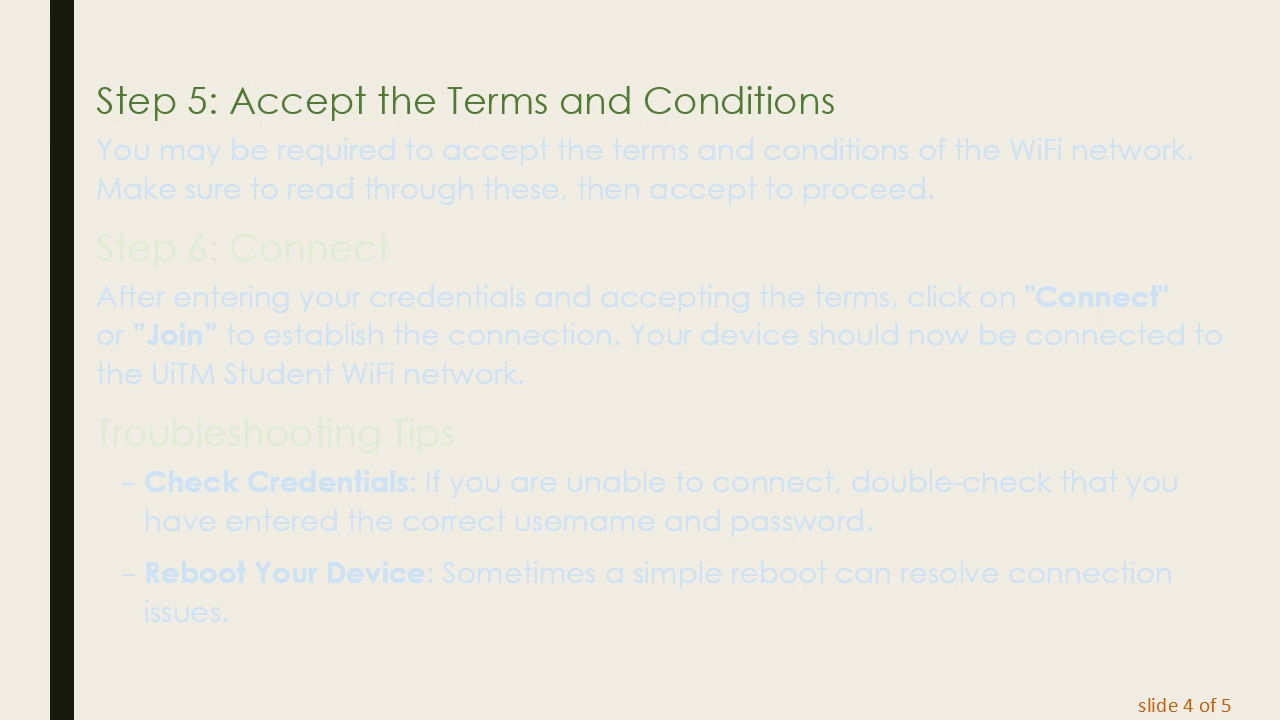 Step 5: Accept the Terms and Conditions
You may be required to accept the terms and conditions of the WiFi network.
Make sure to read through these, then accept to proceed.
Step 6: Connect
After entering your credentials and accepting the terms, click on "Connect"
or "Join" to establish the connection. Your device should now be connected to
the UiTM Student WiFi network.
Troubleshooting Tips
– Check Credentials: If you are unable to connect, double-check that you
have entered the correct username and password.
– Reboot Your Device: Sometimes a simple reboot can resolve connection
issues.
slide 4 of 5